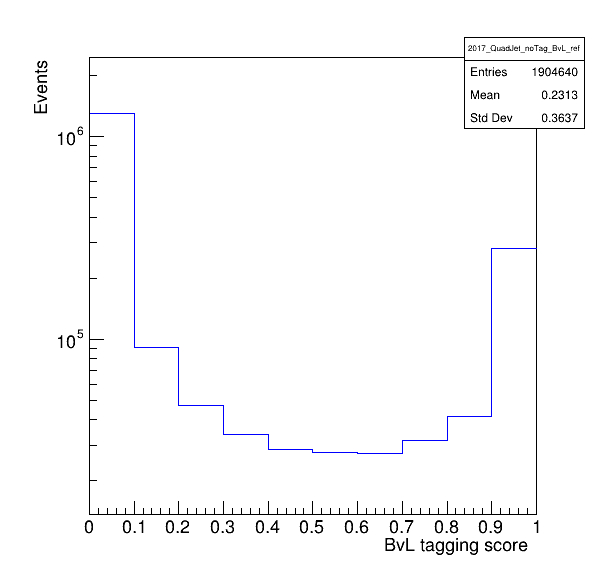 2017_QuadJet_noTag_BvL_ref
Entries 1904640
Mean 0.2313
Std Dev 0.3637
Events
10^6
10^5
0 0.1 0.2 0.3 0.4 0.5 0.6 0.7 0.8 0.9 1
BvL tagging score